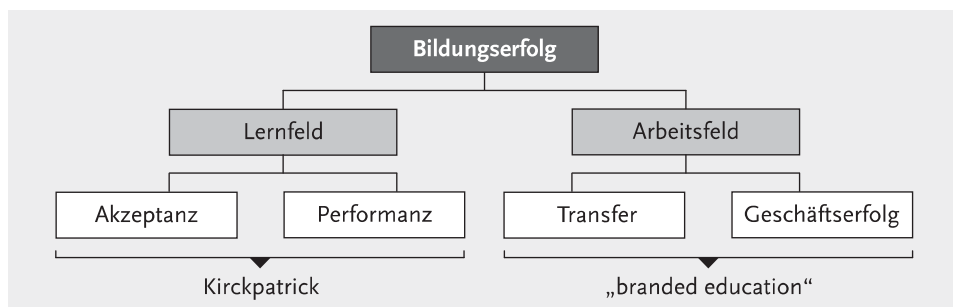 Bildungserfolg
Lernfeld
Arbeitsfeld
Akzeptanz
Performanz
Transfer
Geschäftserfolg
Kirckpatrick
„branded education“